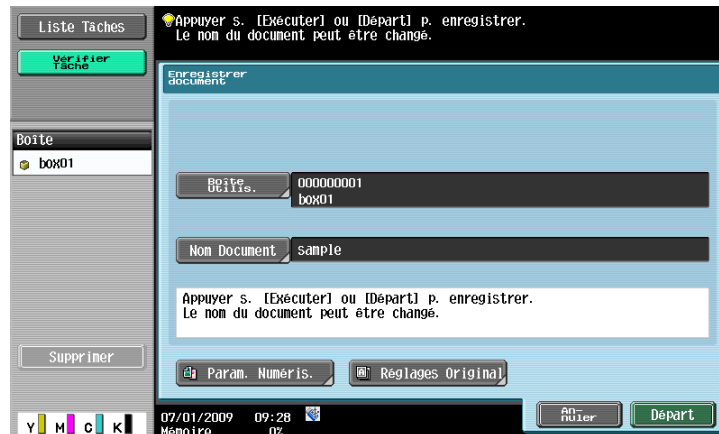 Liste Tâches
Vérifier
Tâche
Appuyer s. [Exécuter] ou [Départ] p. enregistrer.
Le nom du document peut être changé.
Enregistrer
document
Boîte
box01
Boîte
Utilis.
000000001
box01
Nom Document
sample
Appuyer s. [Exécuter] ou [Départ] p. enregistrer.
Le nom du document peut être changé.
Supprimer
Param. Numéris.
Réglages Original
An-
nuler
Départ
07/01/2009 09:28
Mémoire 0%
Y M C K